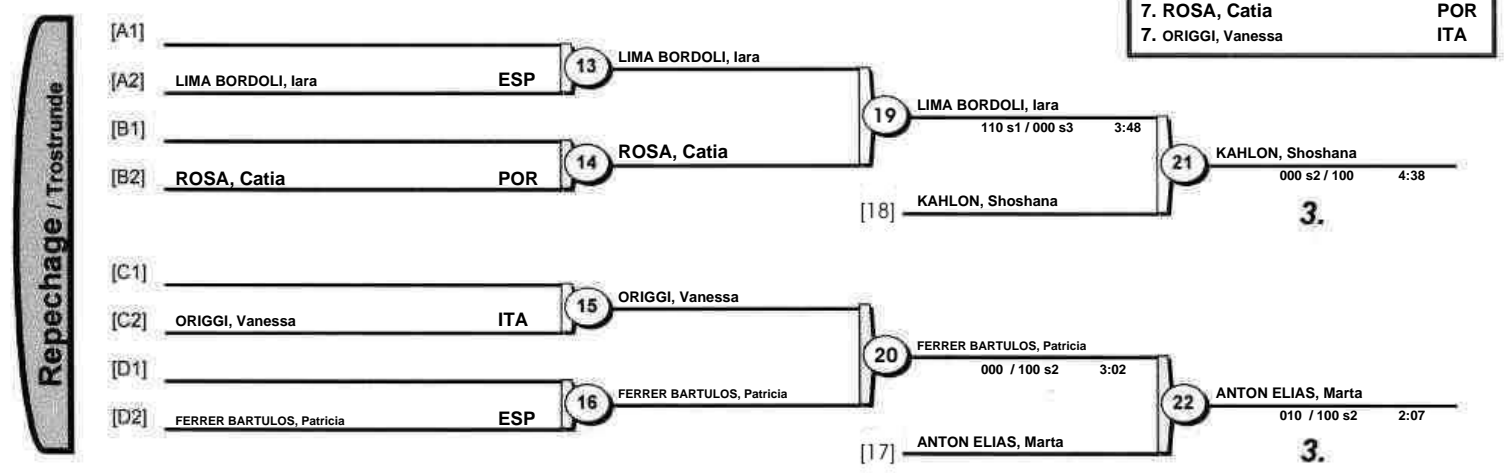 7. ROSA, Catia POR
7. ORIGGI, Vanessa ITA
Repechage / Trostrunde
[A1]
13 LIMA BORDOLI, Iara
[A2] LIMA BORDOLI, Iara ESP
19 LIMA BORDOLI, Iara
110 s1 / 000 s3 3:48
[B1]
14 ROSA, Catia
[B2] ROSA, Catia POR
21 KAHLON, Shoshana
000 s2 / 100 4:38
[18] KAHLON, Shoshana
3.
[C1]
15 ORIGGI, Vanessa
[C2] ORIGGI, Vanessa ITA
20 FERRER BARTULOS, Patricia
000 / 100 s2 3:02
[D1]
16 FERRER BARTULOS, Patricia
[D2] FERRER BARTULOS, Patricia ESP
22 ANTON ELIAS, Marta
010 / 100 s2 2:07
[17] ANTON ELIAS, Marta
3.